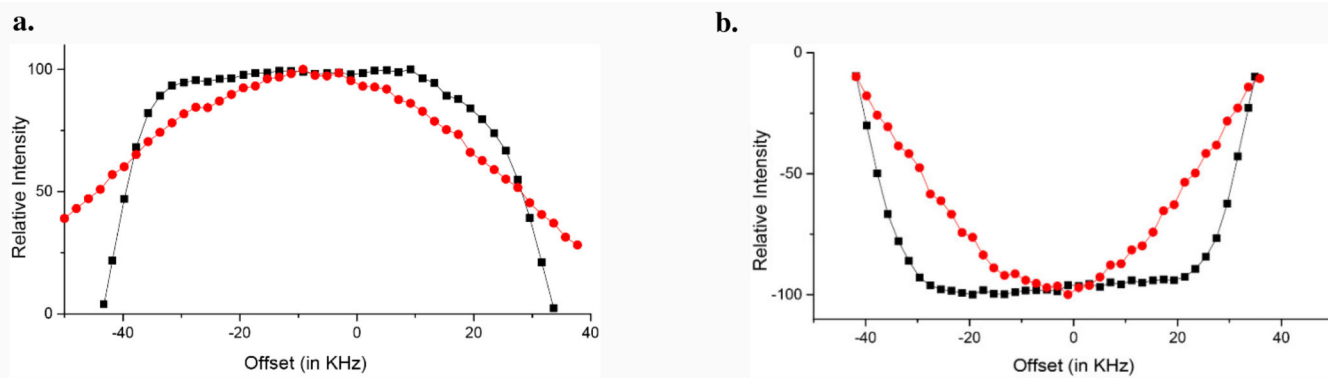 a.
100
50
0
Relative Intensity
-40 -20 0 20 40
Offset (in KHz)
b.
0
-50
-100
Relative Intensity
-40 -20 0 20 40
Offset (in KHz)